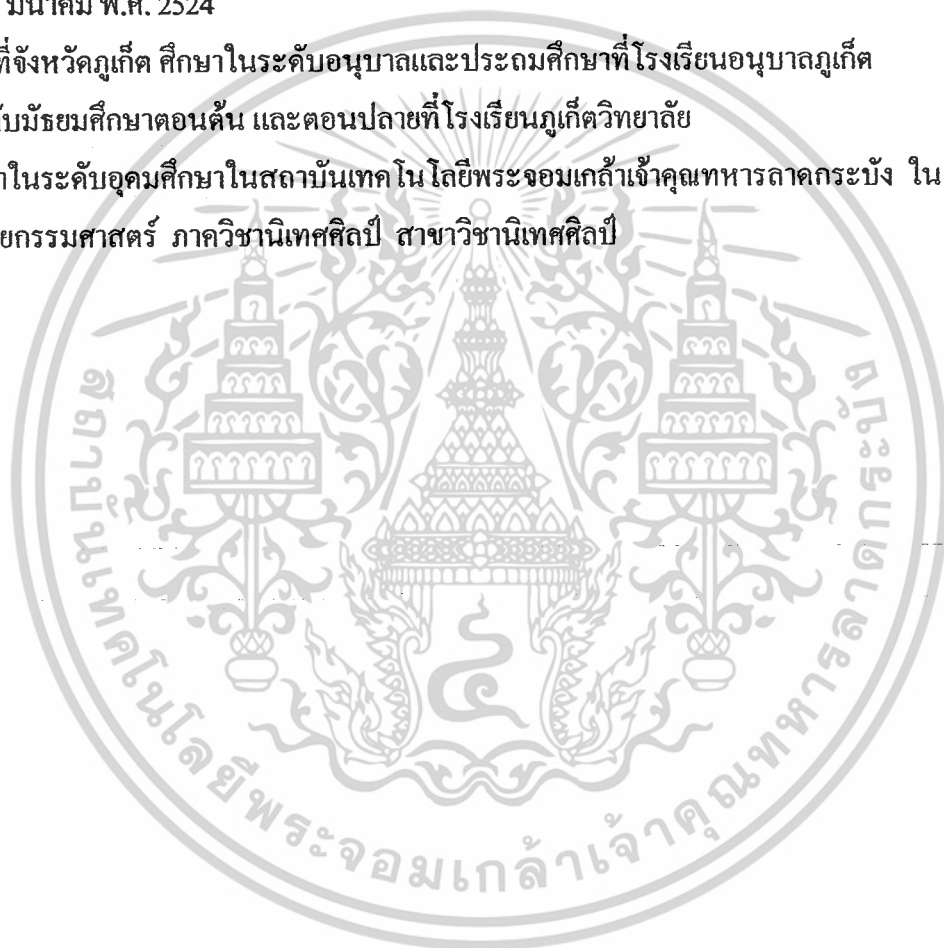 มีนาคม พ.ศ. 2524
ที่จังหวัดภูเก็ต ศึกษาในระดับอนุบาลและประถมศึกษาที่โรงเรียนอนุบาลภูเก็ต
บมัธยมศึกษาตอนต้น และตอนปลายที่โรงเรียนภูเก็ตวิทยาลัย
าในระดับอุดมศึกษาในสถาบันเทคโนโลยีพระจอมเกล้าเจ้าคุณทหารลาดกระบัง ใน
ยกรรมศาสตร์ ภาควิชานิเทศศิลป์ สาขาวิชานิเทศศิลป์
๔
สถาบันเทคโนโลยีพระจอมเกล้าเจ้าคุณทหารลาดกระบัง